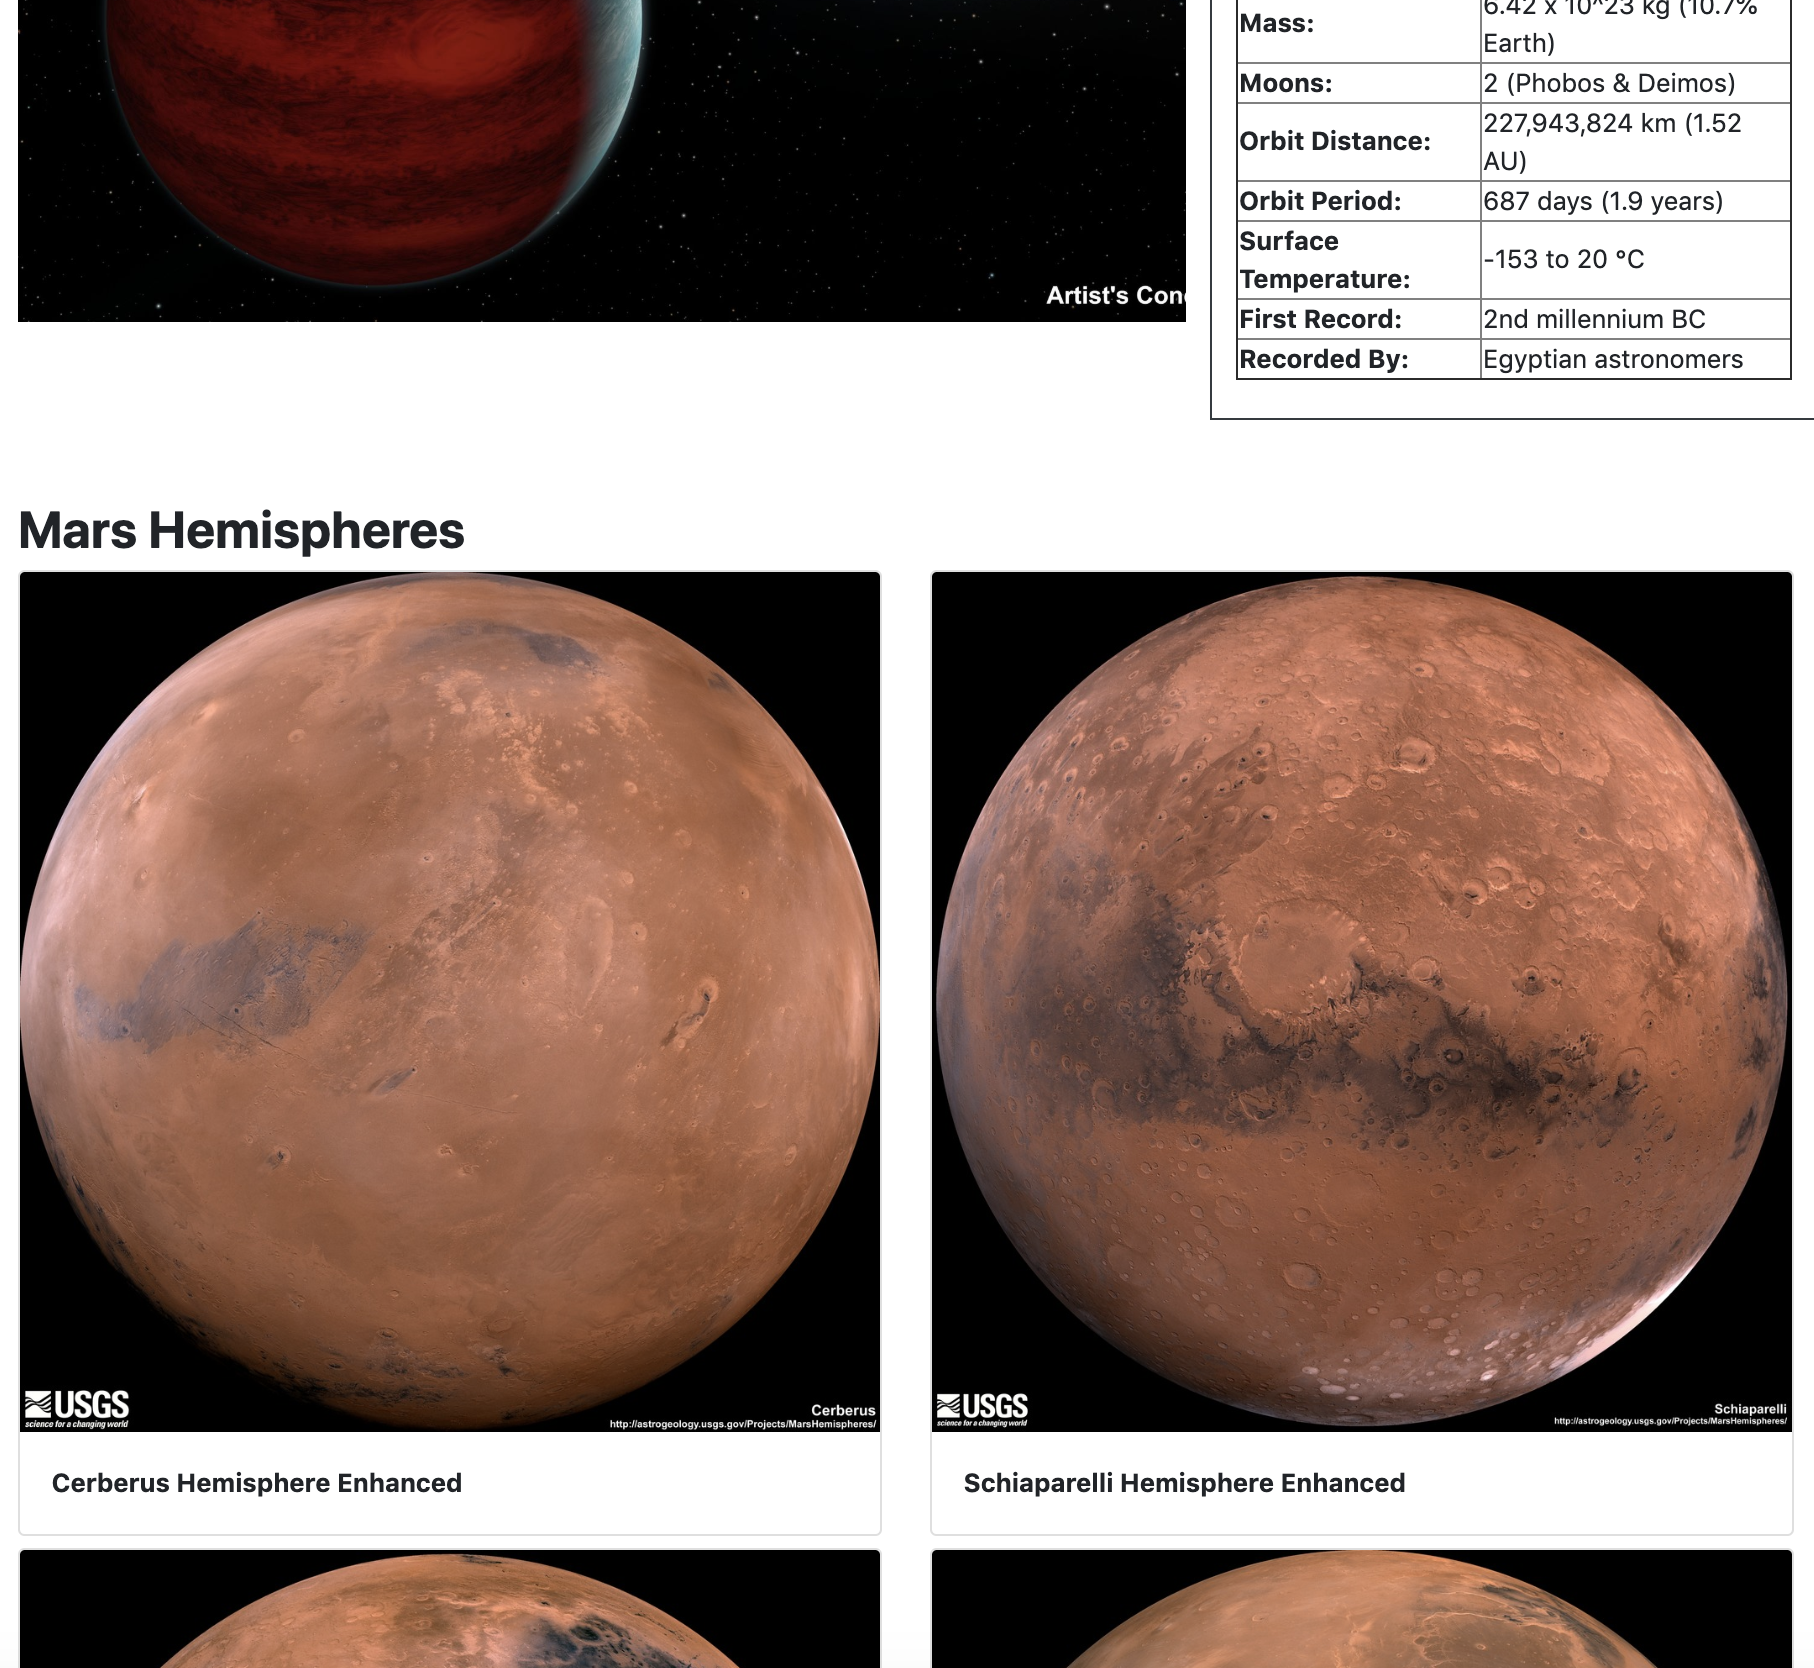 Artist's Con
Mass:
6.42 x 10^23 kg (10.7%
Earth)
Moons:
2 (Phobos & Deimos)
Orbit Distance:
227,943,824 km (1.52
AU)
Orbit Period:
687 days (1.9 years)
Surface
Temperature:
-153 to 20 °C
First Record:
2nd millennium BC
Recorded By:
Egyptian astronomers
Mars Hemispheres
USGS
science for a changing world
Cerberus
http://astrogeology.usgs.gov/Projects/MarsHemispheres/
Cerberus Hemisphere Enhanced
USGS
science for a changing world
Schiaparelli
http://astrogeology.usgs.gov/Projects/MarsHemispheres/
Schiaparelli Hemisphere Enhanced